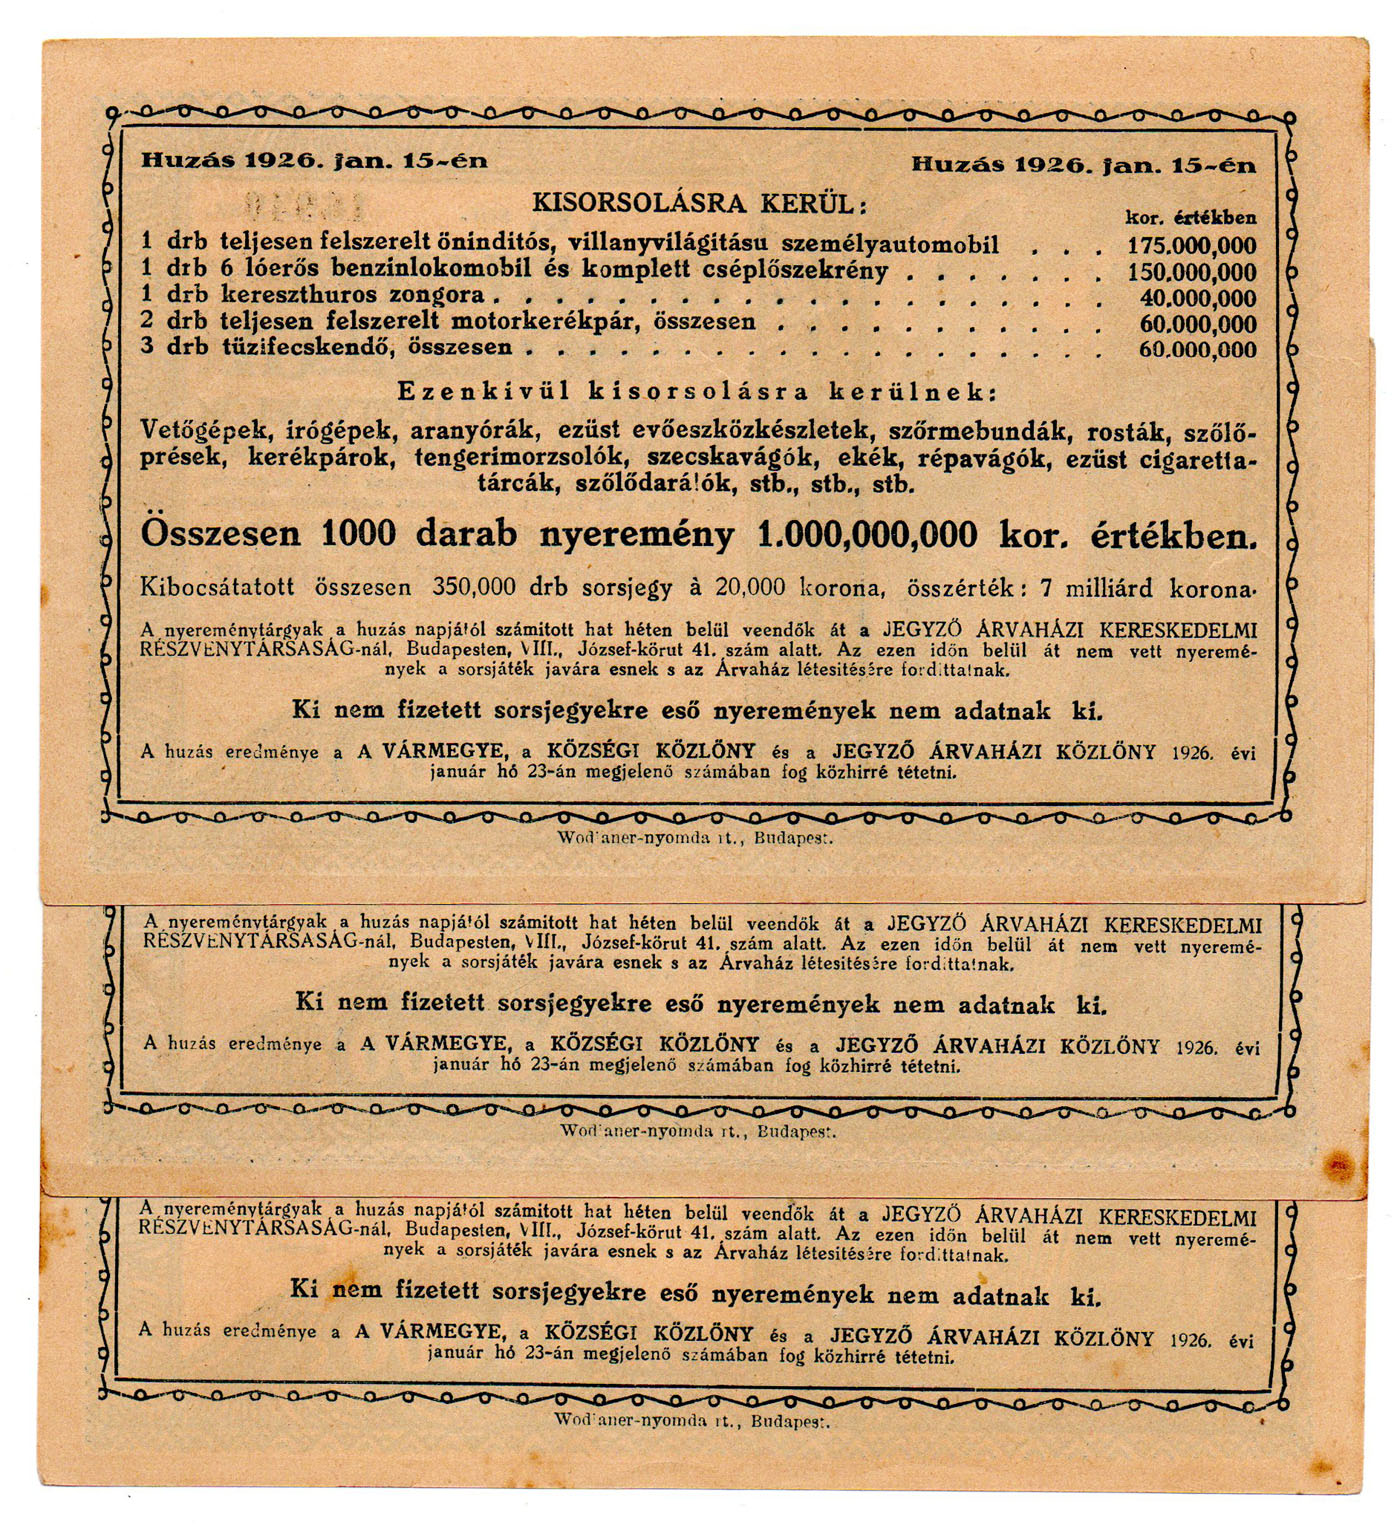 Huzás 1926. jan. 15-én
Huzás 1926. jan. 15-én
KISORSOLÁSRA KERÜL:
kor. értékben
1 drb teljesen felszerelt öninditós, villanyvilágitásu személyautomobil . . . 175.000,000
1 drb 6 lóerős benzinlokomobil és komplett cséplőszekrény . . . . . . . 150.000,000
1 drb kereszthuros zongora . . . . . . . . . . . . . . . . . . . . 40.000,000
2 drb teljesen felszerelt motorkerékpár, összesen . . . . . . . . . . . 60.000,000
3 drb tüzifecskendő, összesen . . . . . . . . . . . . . . . . . . . 60.000,000
Ezenkivül kisorsolásra kerülnek:
Vetőgépek, irógépek, aranyórák, ezüst evőeszközkészletek, szőrmebundák, rosták, szőlő-
prések, kerékpárok, tengerimorzsolók, szecskavágók, ekék, répavágók, ezüst cigaretta-
tárcák, szőlődarálók, stb., stb., stb.
Összesen 1000 darab nyeremény 1.000,000,000 kor. értékben.
Kibocsátatott összesen 350,000 drb sorsjegy à 20,000 korona, összérték: 7 milliárd korona.
A nyereménytárgyak a huzás napjától számitott hat héten belül veendők át a JEGYZŐ ÁRVAHÁZI KERESKEDELMI
RÉSZVÉNYTÁRSASÁG-nál, Budapesten, VIII., József-körut 41. szám alatt. Az ezen időn belül át nem vett nyeremé-
nyek a sorsjáték javára esnek s az Árvaház létesitésére fordittatnak.
Ki nem fizetett sorsjegyekre eső nyeremények nem adatnak ki.
A huzás eredménye a A VÁRMEGYE, a KÖZSÉGI KÖZLÖNY és a JEGYZŐ ÁRVAHÁZI KÖZLÖNY 1926. évi
január hó 23-án megjelenő számában fog közhirré tétetni.
Wodianer-nyomda rt., Budapest.
A nyereménytárgyak a huzás napjától számitott hat héten belül veendők át a JEGYZŐ ÁRVAHÁZI KERESKEDELMI
RÉSZVÉNYTÁRSASÁG-nál, Budapesten, VIII., József-körut 41. szám alatt. Az ezen időn belül át nem vett nyeremé-
nyek a sorsjáték javára esnek s az Árvaház létesitésére fordittatnak.
Ki nem fizetett sorsjegyekre eső nyeremények nem adatnak ki.
A huzás eredménye a A VÁRMEGYE, a KÖZSÉGI KÖZLÖNY és a JEGYZŐ ÁRVAHÁZI KÖZLÖNY 1926. évi
január hó 23-án megjelenő számában fog közhirré tétetni.
Wodianer-nyomda rt., Budapest.
A nyereménytárgyak a huzás napjától számitott hat héten belül veendők át a JEGYZŐ ÁRVAHÁZI KERESKEDELMI
RÉSZVÉNYTÁRSASÁG-nál, Budapesten, VIII., József-körut 41. szám alatt. Az ezen időn belül át nem vett nyeremé-
nyek a sorsjáték javára esnek s az Árvaház létesitésére fordittatnak.
Ki nem fizetett sorsjegyekre eső nyeremények nem adatnak ki.
A huzás eredménye a A VÁRMEGYE, a KÖZSÉGI KÖZLÖNY és a JEGYZŐ ÁRVAHÁZI KÖZLÖNY 1926. évi
január hó 23-án megjelenő számában fog közhirré tétetni.
Wodianer-nyomda rt., Budapest.